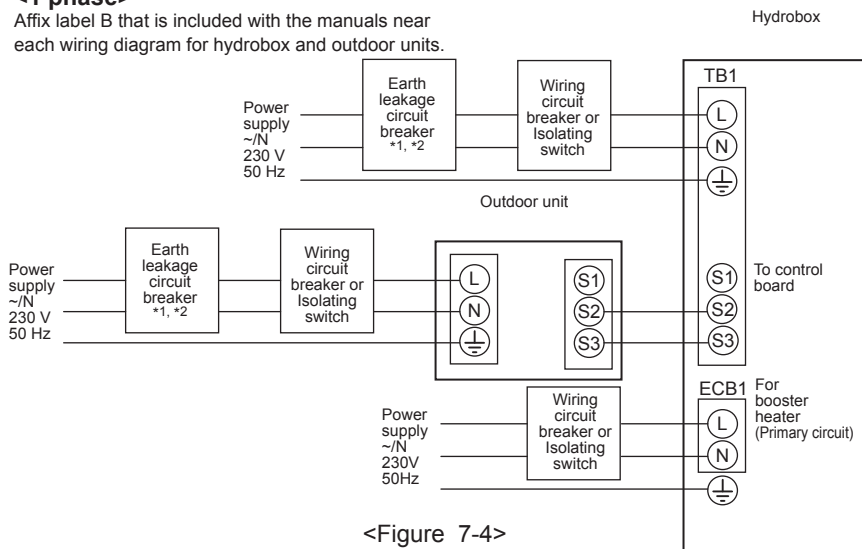 <1 phase>
Affix label B that is included with the manuals near
each wiring diagram for hydrobox and outdoor units.
Hydrobox
TB1
Power
supply
~/N
230 V
50 Hz
Earth
leakage
circuit
breaker
*1, *2
Wiring
circuit
breaker or
Isolating
switch
L
N
Outdoor unit
Power
supply
~/N
230 V
50 Hz
Earth
leakage
circuit
breaker
*1, *2
Wiring
circuit
breaker or
Isolating
switch
L
N
S1
S2
S3
S1
S2
S3
To control
board
Power
supply
~/N
230V
50Hz
Wiring
circuit
breaker or
Isolating
switch
ECB1
L
N
For
booster
heater
(Primary circuit)
<Figure 7-4>